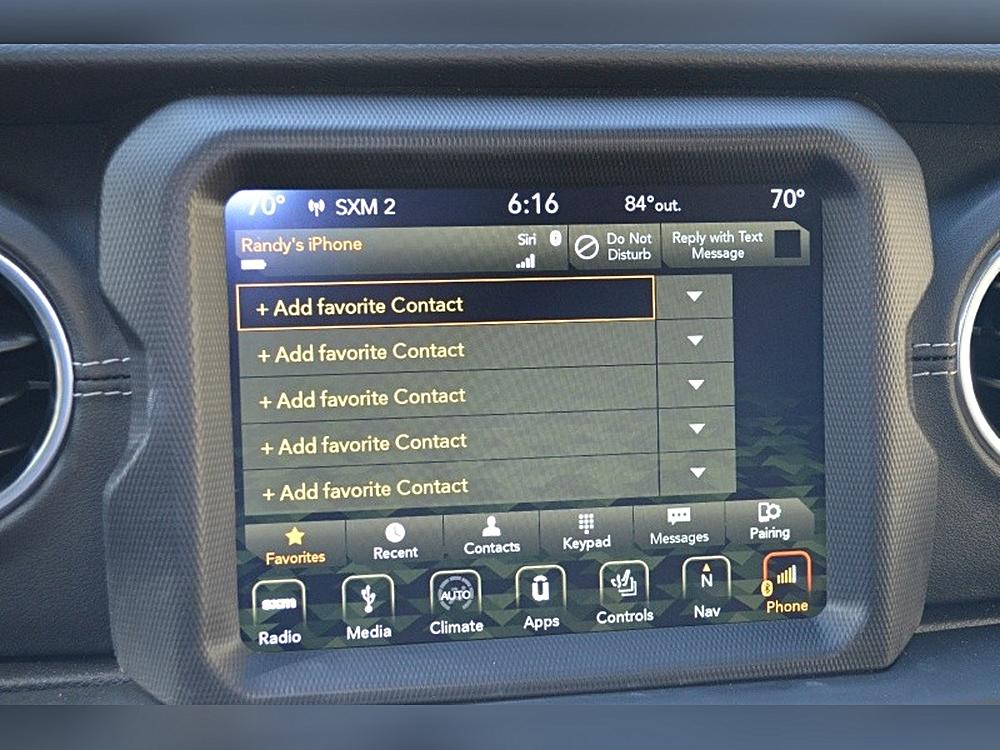 70° SXM 2 6:16 84° out. 70°
Randy's iPhone Siri
Do Not
Disturb
Reply with Text
Message
+ Add favorite Contact
+ Add favorite Contact
+ Add favorite Contact
+ Add favorite Contact
+ Add favorite Contact
Favorites Recent Contacts Keypad Messages Pairing
sxm AUTO N
Radio Media Climate Apps Controls Nav Phone